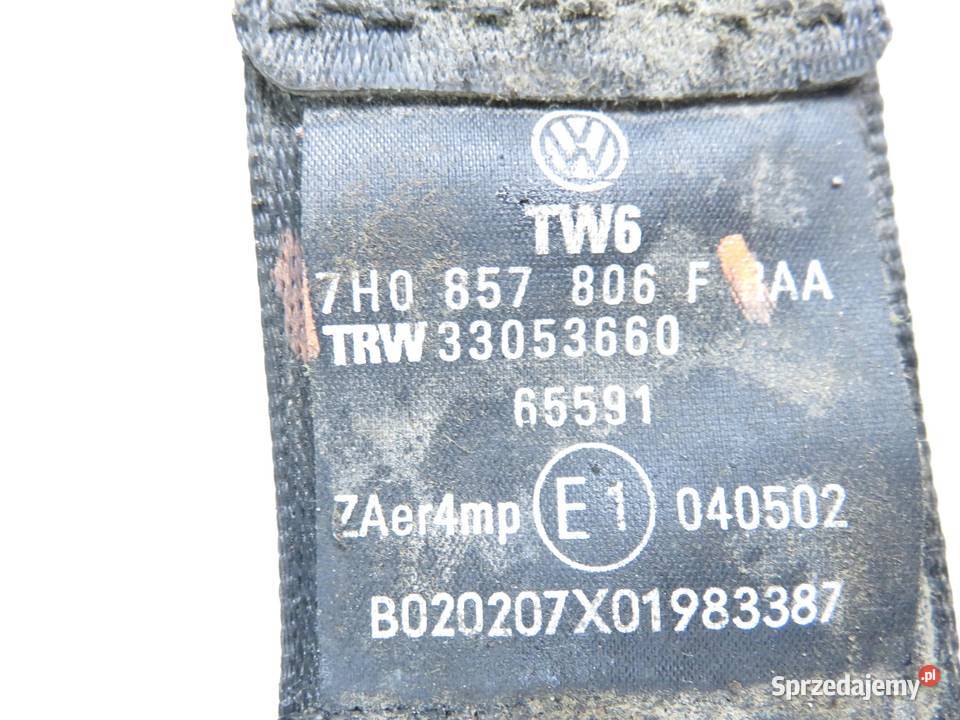 TW6
7H0 857 806 F
TRW 33053660
65591
ZAer4mp E1 040502
B020207X01983387
Sprzedajemy.pl